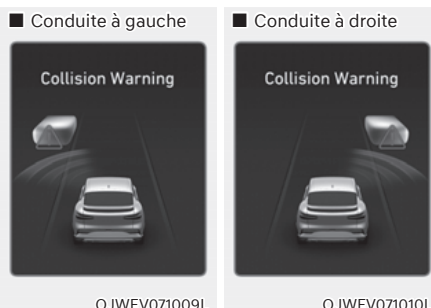 ■ Conduite à gauche
Collision Warning
OJWEV071009L
■ Conduite à droite
Collision Warning
OJWEV071010L